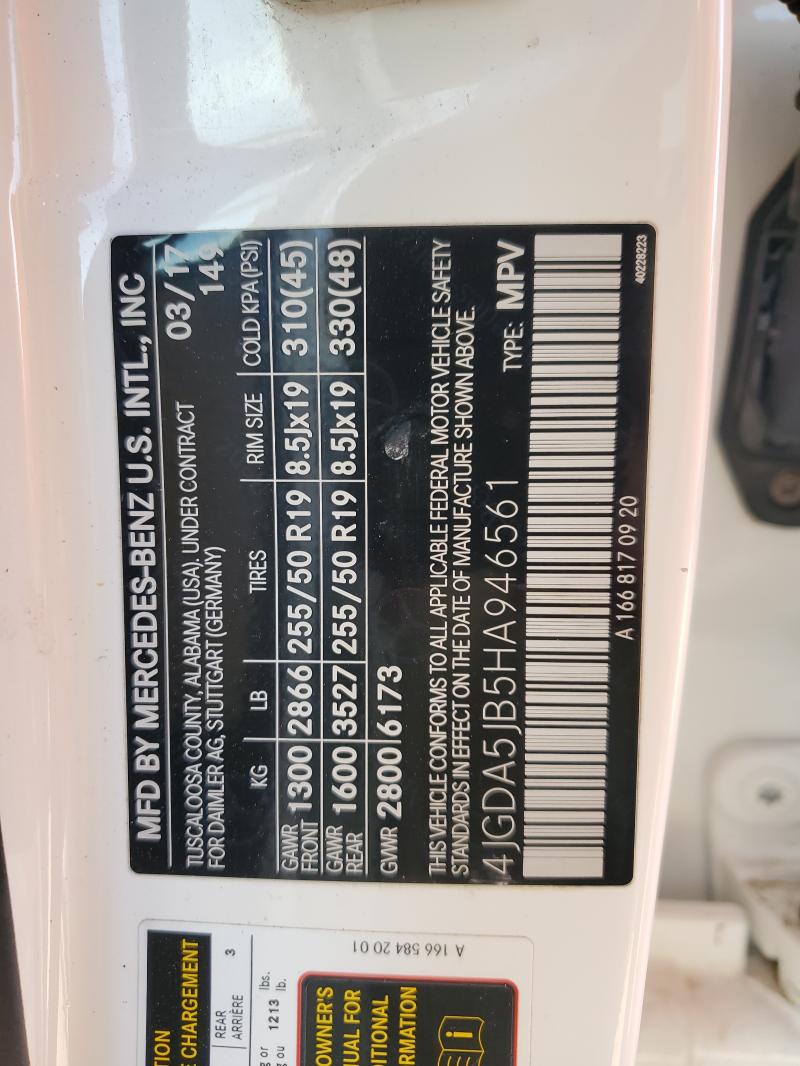 MFD BY MERCEDES-BENZ U.S. INTL., INC
TUSCALOOSA COUNTY, ALABAMA (USA), UNDER CONTRACT 03/17
FOR DAIMLER AG, STUTTGART (GERMANY) 149
KG LB TIRES RIM SIZE COLD KPA (PSI)
GAWR FRONT 1300 2866 255/50 R19 8.5Jx19 310(45)
GAWR REAR 1600 3527 255/50 R19 8.5Jx19 330(48)
GVWR 2800 6173
THIS VEHICLE CONFORMS TO ALL APPLICABLE FEDERAL MOTOR VEHICLE SAFETY
STANDARDS IN EFFECT ON THE DATE OF MANUFACTURE SHOWN ABOVE.
4JGDA5JB5HA946561 TYPE: MPV
A 166 817 09 20
40228223
TION
E CHARGEMENT
REAR
ARRIÈRE 3
g or lbs.
g ou 1213 lb.
OWNER'S
UAL FOR
DITIONAL
RMATION
A 166 584 20 01